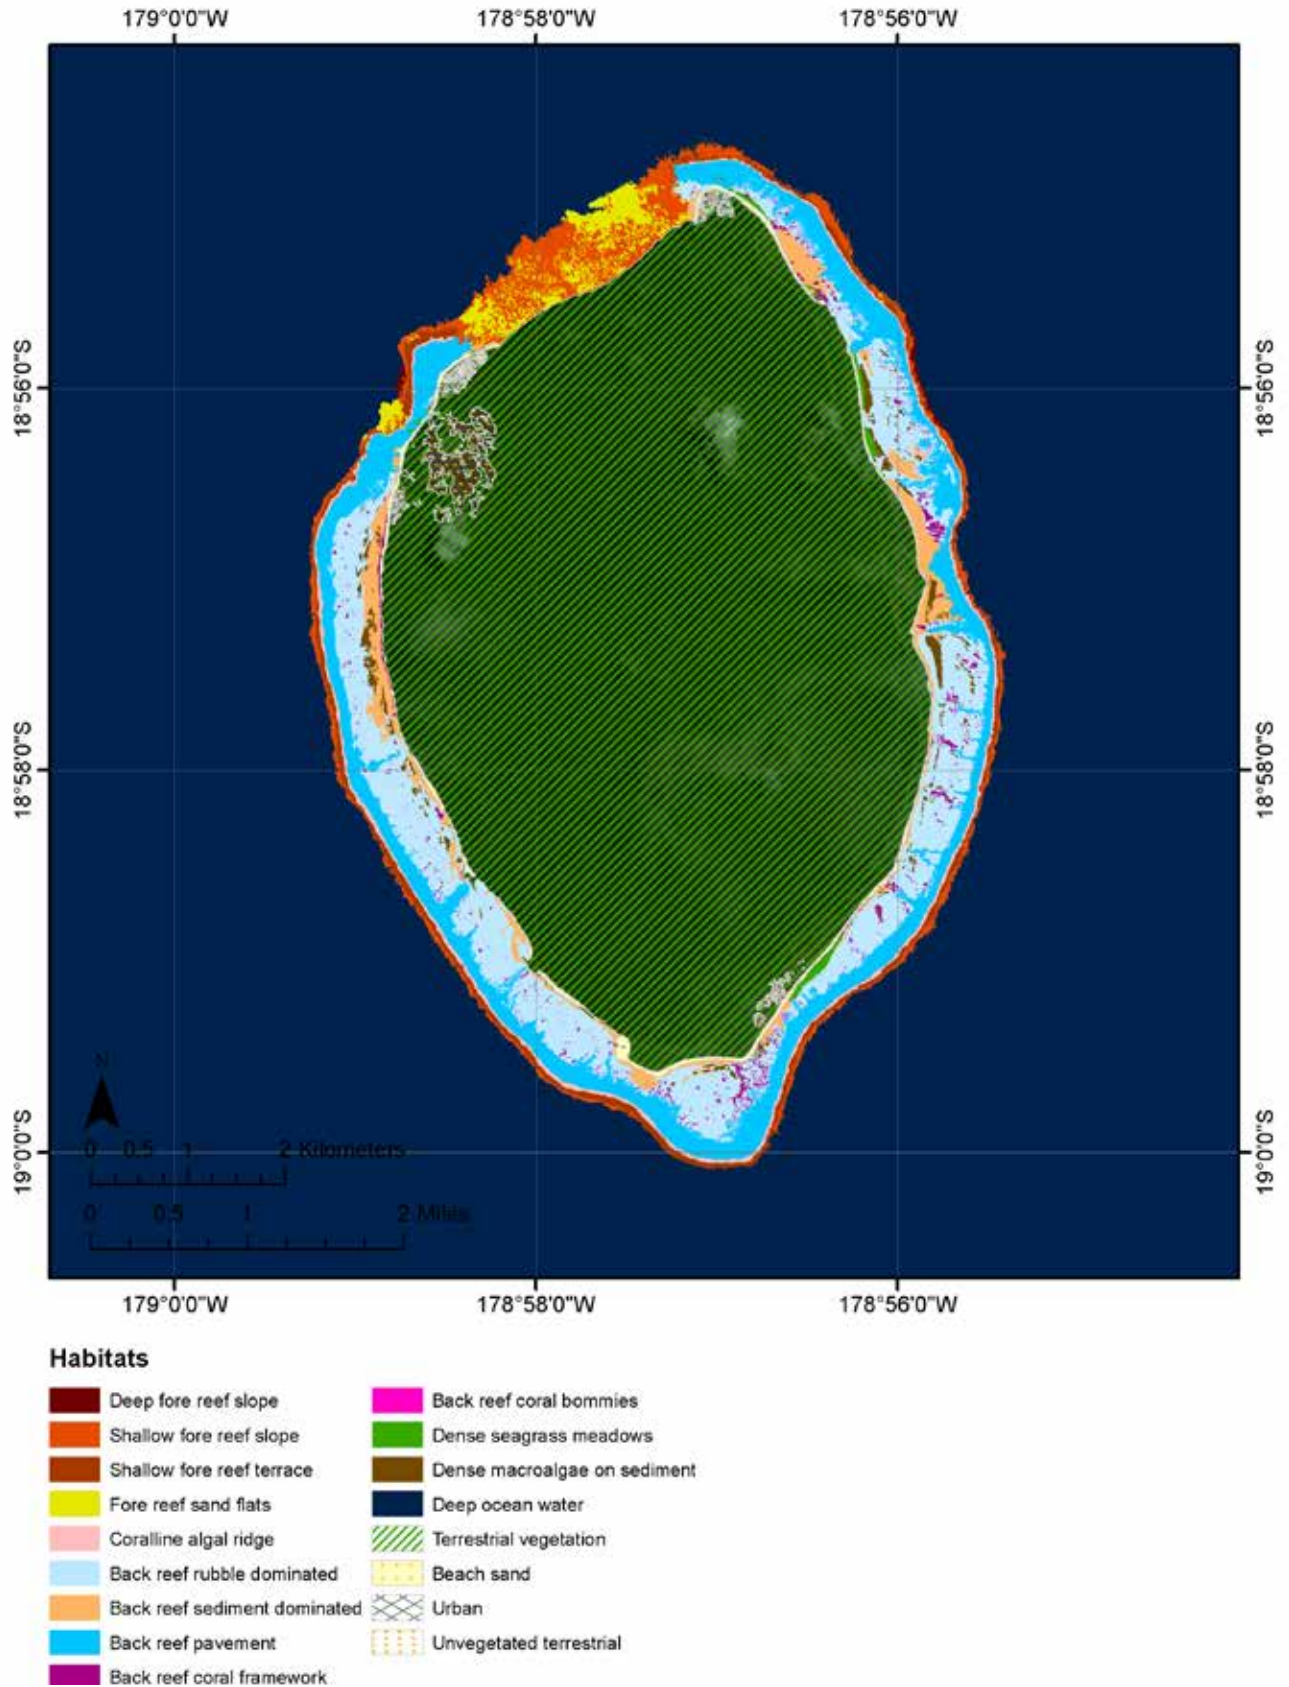 179°0'0"W 178°58'0"W 178°56'0"W
18°56'0"S 18°56'0"S
18°58'0"S 18°58'0"S
N
0 0.5 1 2 Kilometers
19°0'0"S 19°0'0"S
0 0.5 1 2 Miles
179°0'0"W 178°58'0"W 178°56'0"W
Habitats
Deep fore reef slope
Shallow fore reef slope
Shallow fore reef terrace
Fore reef sand flats
Coralline algal ridge
Back reef rubble dominated
Back reef sediment dominated
Back reef pavement
Back reef coral framework
Back reef coral bommies
Dense seagrass meadows
Dense macroalgae on sediment
Deep ocean water
Terrestrial vegetation
Beach sand
Urban
Unvegetated terrestrial